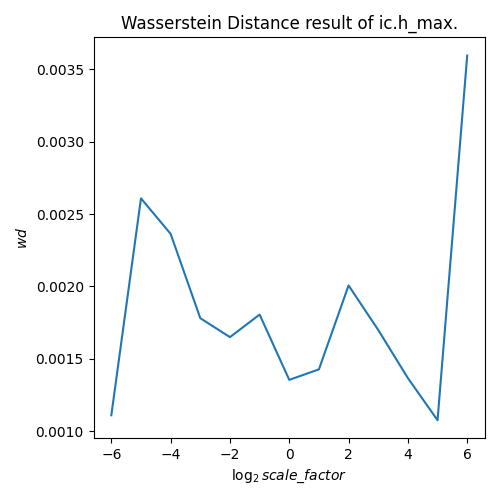 Wasserstein Distance result of ic.h_max.
0.0035
0.0030
0.0025
0.0020
0.0015
0.0010
wd
−6 −4 −2 0 2 4 6
log₂ scale_factor